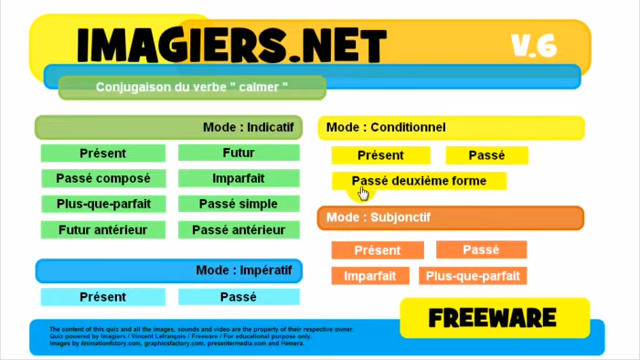 IMAGIERS.NET
V.6
Conjugaison du verbe " calmer "
Mode : Indicatif
Présent
Futur
Passé composé
Imparfait
Plus-que-parfait
Passé simple
Futur antérieur
Passé antérieur
Mode : Impératif
Présent
Passé
Mode : Conditionnel
Présent
Passé
Passé deuxième forme
Mode : Subjonctif
Présent
Passé
Imparfait
Plus-que-parfait
FREEWARE
The content of this quiz and all the images, sounds and video are the property of their respective owner.
Quiz powered by Imagiers / Vincent Lefrançois / Freeware / For educational purpose only.
Images by Animationfctory.com, graphicsfactory.com, presentermedia.com and Hemera.